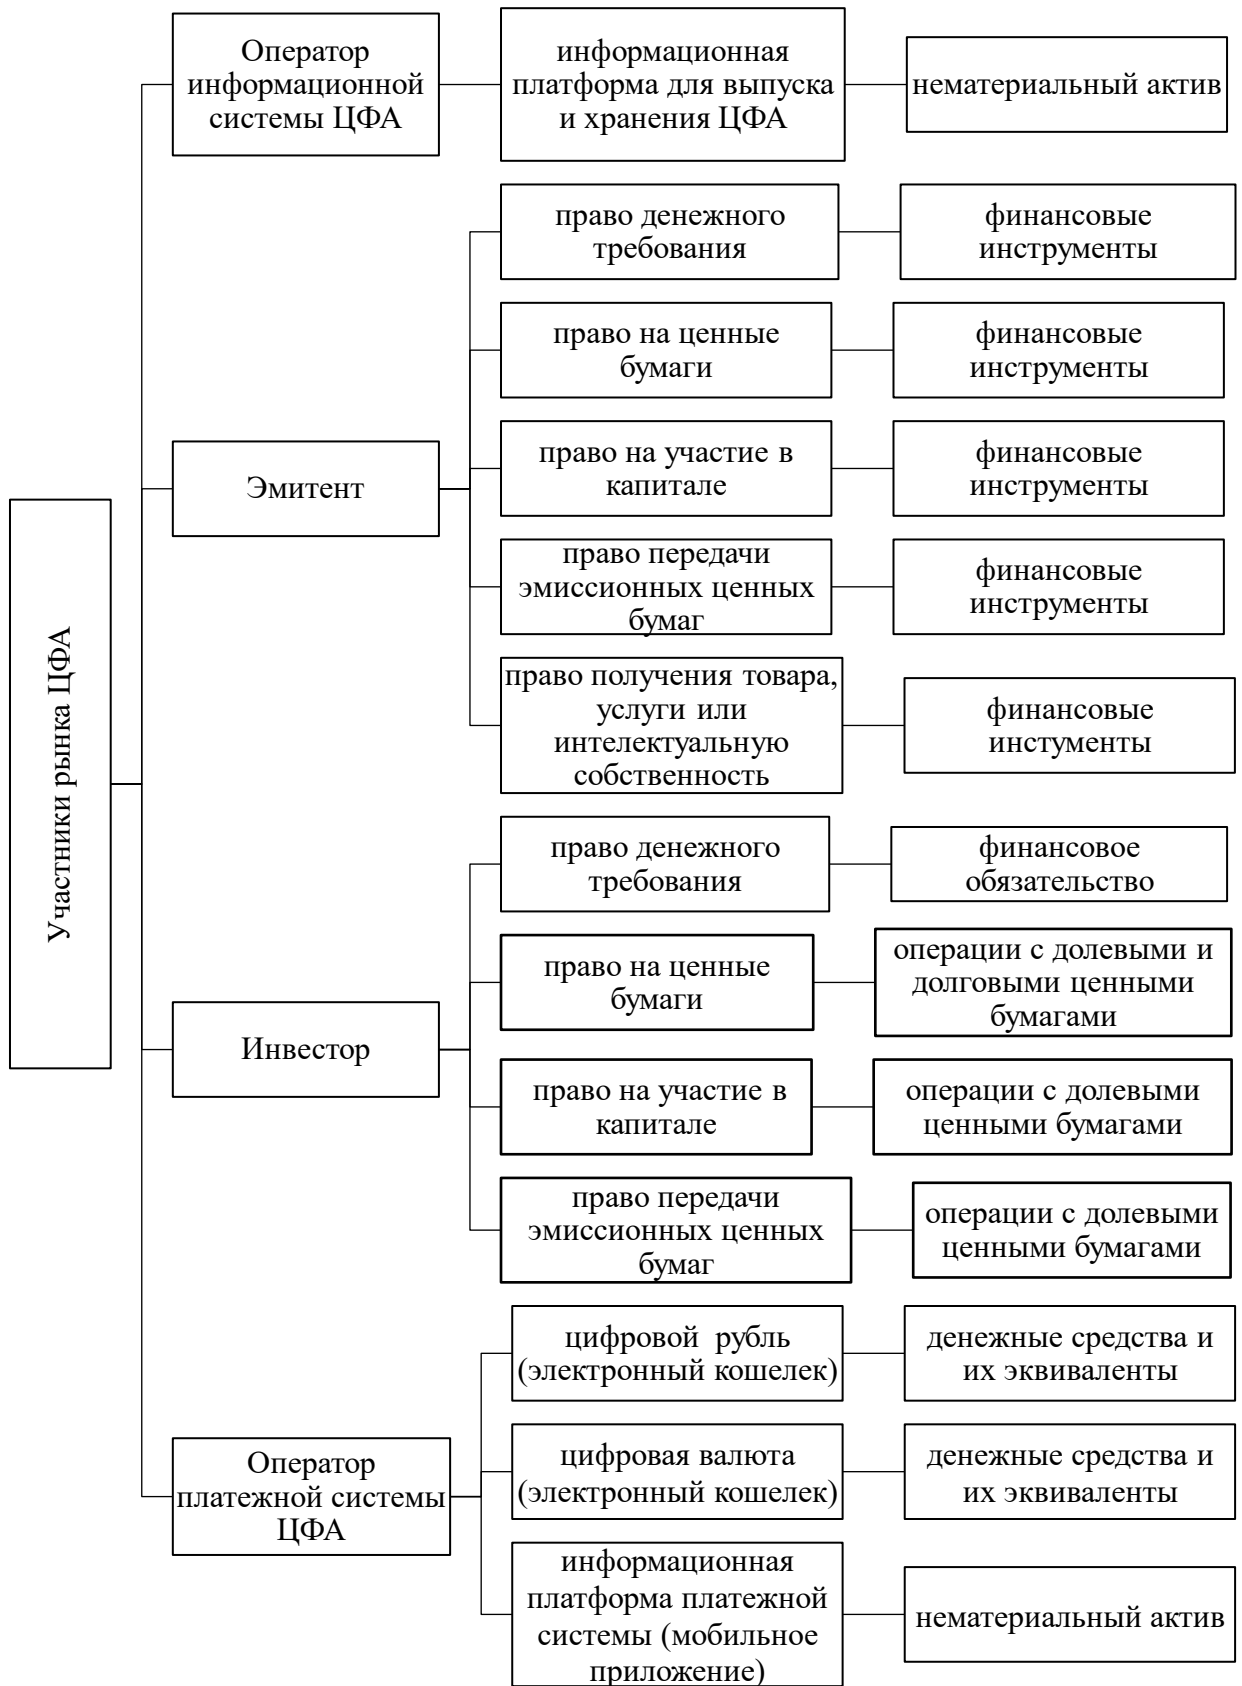 Участники рынка ЦФА
Оператор
информационной
системы ЦФА
информационная
платформа для выпуска
и хранения ЦФА
нематериальный актив
Эмитент
право денежного
требования
финансовые
инструменты
право на ценные
бумаги
финансовые
инструменты
право на участие в
капитале
финансовые
инструменты
право передачи
эмиссионных ценных
бумаг
финансовые
инструменты
право получения товара,
услуги или
интелектуальную
собственность
финансовые
инстументы
Инвестор
право денежного
требования
финансовое
обязательство
право на ценные
бумаги
операции с долевыми и
долговыми ценными
бумагами
право на участие в
капитале
операции с долевыми
ценными бумагами
право передачи
эмиссионных ценных
бумаг
операции с долевыми
ценными бумагами
Оператор
платежной системы
ЦФА
цифровой рубль
(электронный кошелек)
денежные средства и
их эквиваленты
цифровая валюта
(электронный кошелек)
денежные средства и
их эквиваленты
информационная
платформа платежной
системы (мобильное
приложение)
нематериальный актив